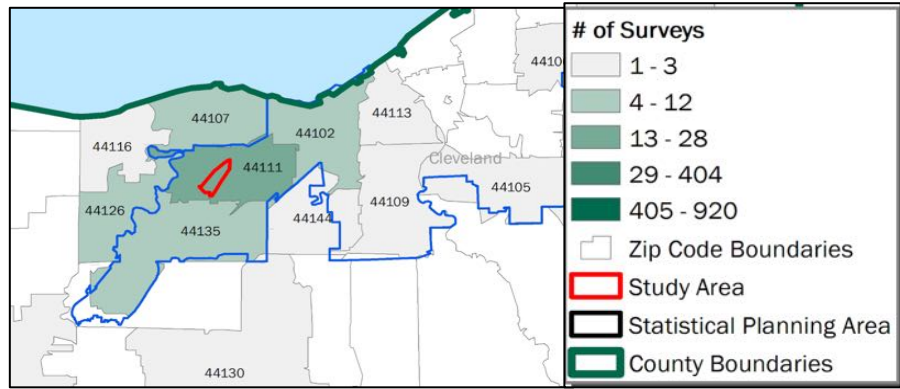 4410
44107
44113
44102
44116
Cleveland
44111
44105
44126
44109
44144
44135
44130
# of Surveys
1 - 3
4 - 12
13 - 28
29 - 404
405 - 920
Zip Code Boundaries
Study Area
Statistical Planning Area
County Boundaries